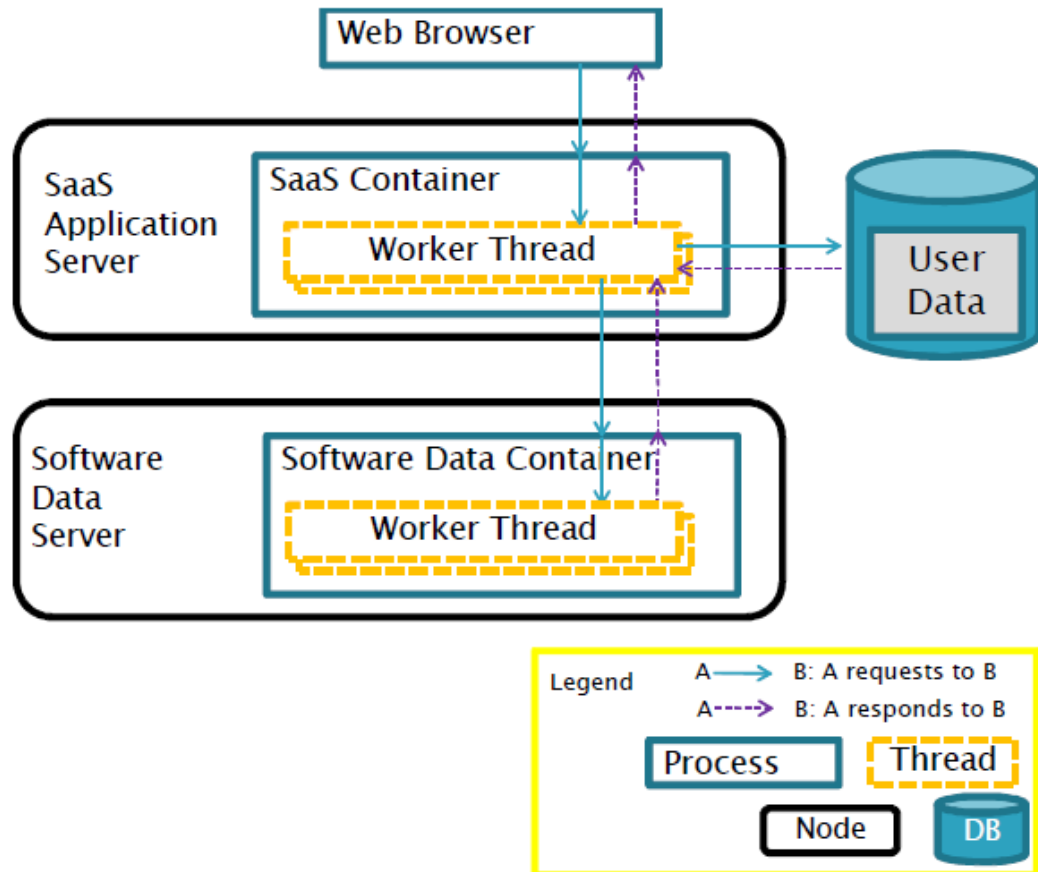 Web Browser
SaaS
Application
Server
SaaS Container
Worker Thread
User
Data
Software
Data
Server
Software Data Container
Worker Thread
Legend
A B: A requests to B
A B: A responds to B
Process
Thread
Node
DB